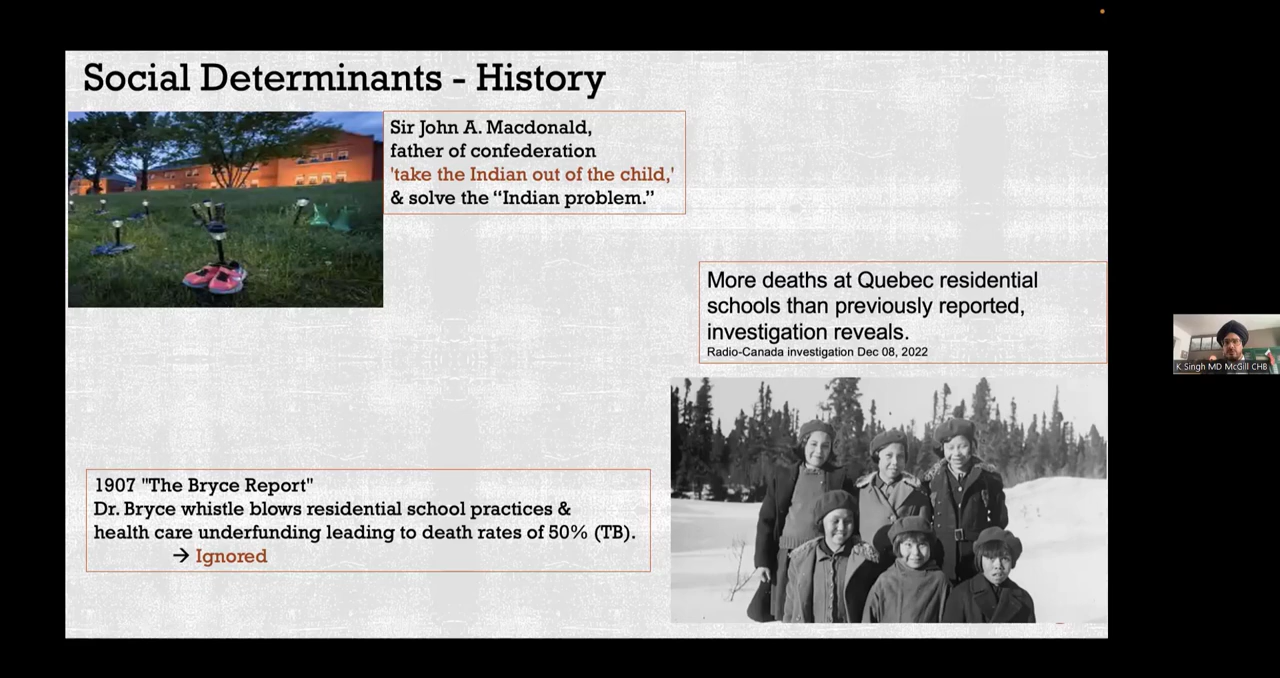 Social Determinants - History
Sir John A. Macdonald,
father of confederation
'take the Indian out of the child,'
& solve the “Indian problem.”
More deaths at Quebec residential
schools than previously reported,
investigation reveals.
Radio-Canada investigation Dec 08, 2022
1907 "The Bryce Report"
Dr. Bryce whistle blows residential school practices &
health care underfunding leading to death rates of 50% (TB).
→ Ignored
K Singh MD McGill CHB